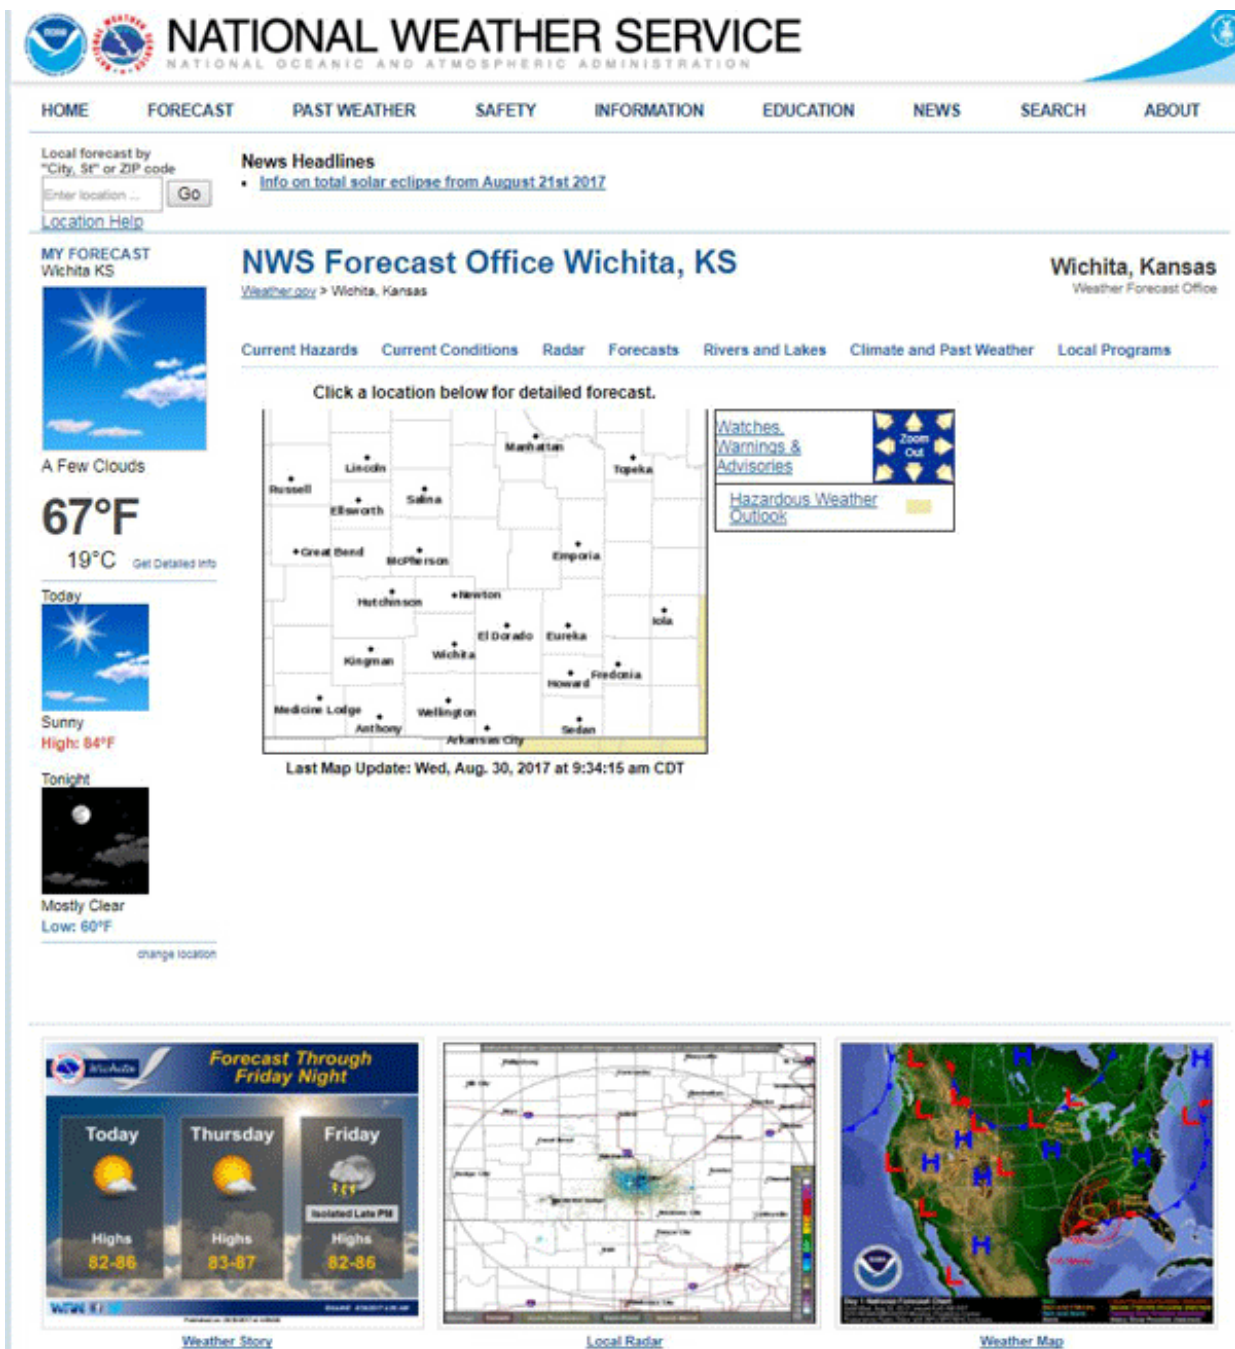 NATIONAL WEATHER SERVICE
NATIONAL OCEANIC AND ATMOSPHERIC ADMINISTRATION
HOME FORECAST PAST WEATHER SAFETY INFORMATION EDUCATION NEWS SEARCH ABOUT
Local forecast by
"City, St" or ZIP code
Enter location ...
Go
Location Help
News Headlines
Info on total solar eclipse from August 21st 2017
MY FORECAST
Wichita KS
A Few Clouds
67°F
19°C
Get Detailed Info
Today
Sunny
High: 84°F
Tonight
Mostly Clear
Low: 60°F
change location
NWS Forecast Office Wichita, KS
Weather.gov > Wichita, Kansas
Wichita, Kansas
Weather Forecast Office
Current Hazards Current Conditions Radar Forecasts Rivers and Lakes Climate and Past Weather Local Programs
Click a location below for detailed forecast.
Manhattan
Lincoln
Topeka
Russell
Salina
Ellsworth
Great Bend
McPherson
Emporia
Hutchinson
Newton
Iola
El Dorado
Eureka
Wichita
Kingman
Fredonia
Howard
Medicine Lodge
Wellington
Anthony
Sedan
Arkansas City
Last Map Update: Wed, Aug. 30, 2017 at 9:34:15 am CDT
Watches,
Warnings &
Advisories
Zoom
Out
Hazardous Weather
Outlook
Wichita
Forecast Through
Friday Night
Today Thursday Friday
Isolated Late PM
Highs Highs Highs
82-86 83-87 82-86
Weather Story
Local Radar
H
L
Day 1 National Forecast Chart
Weather Map